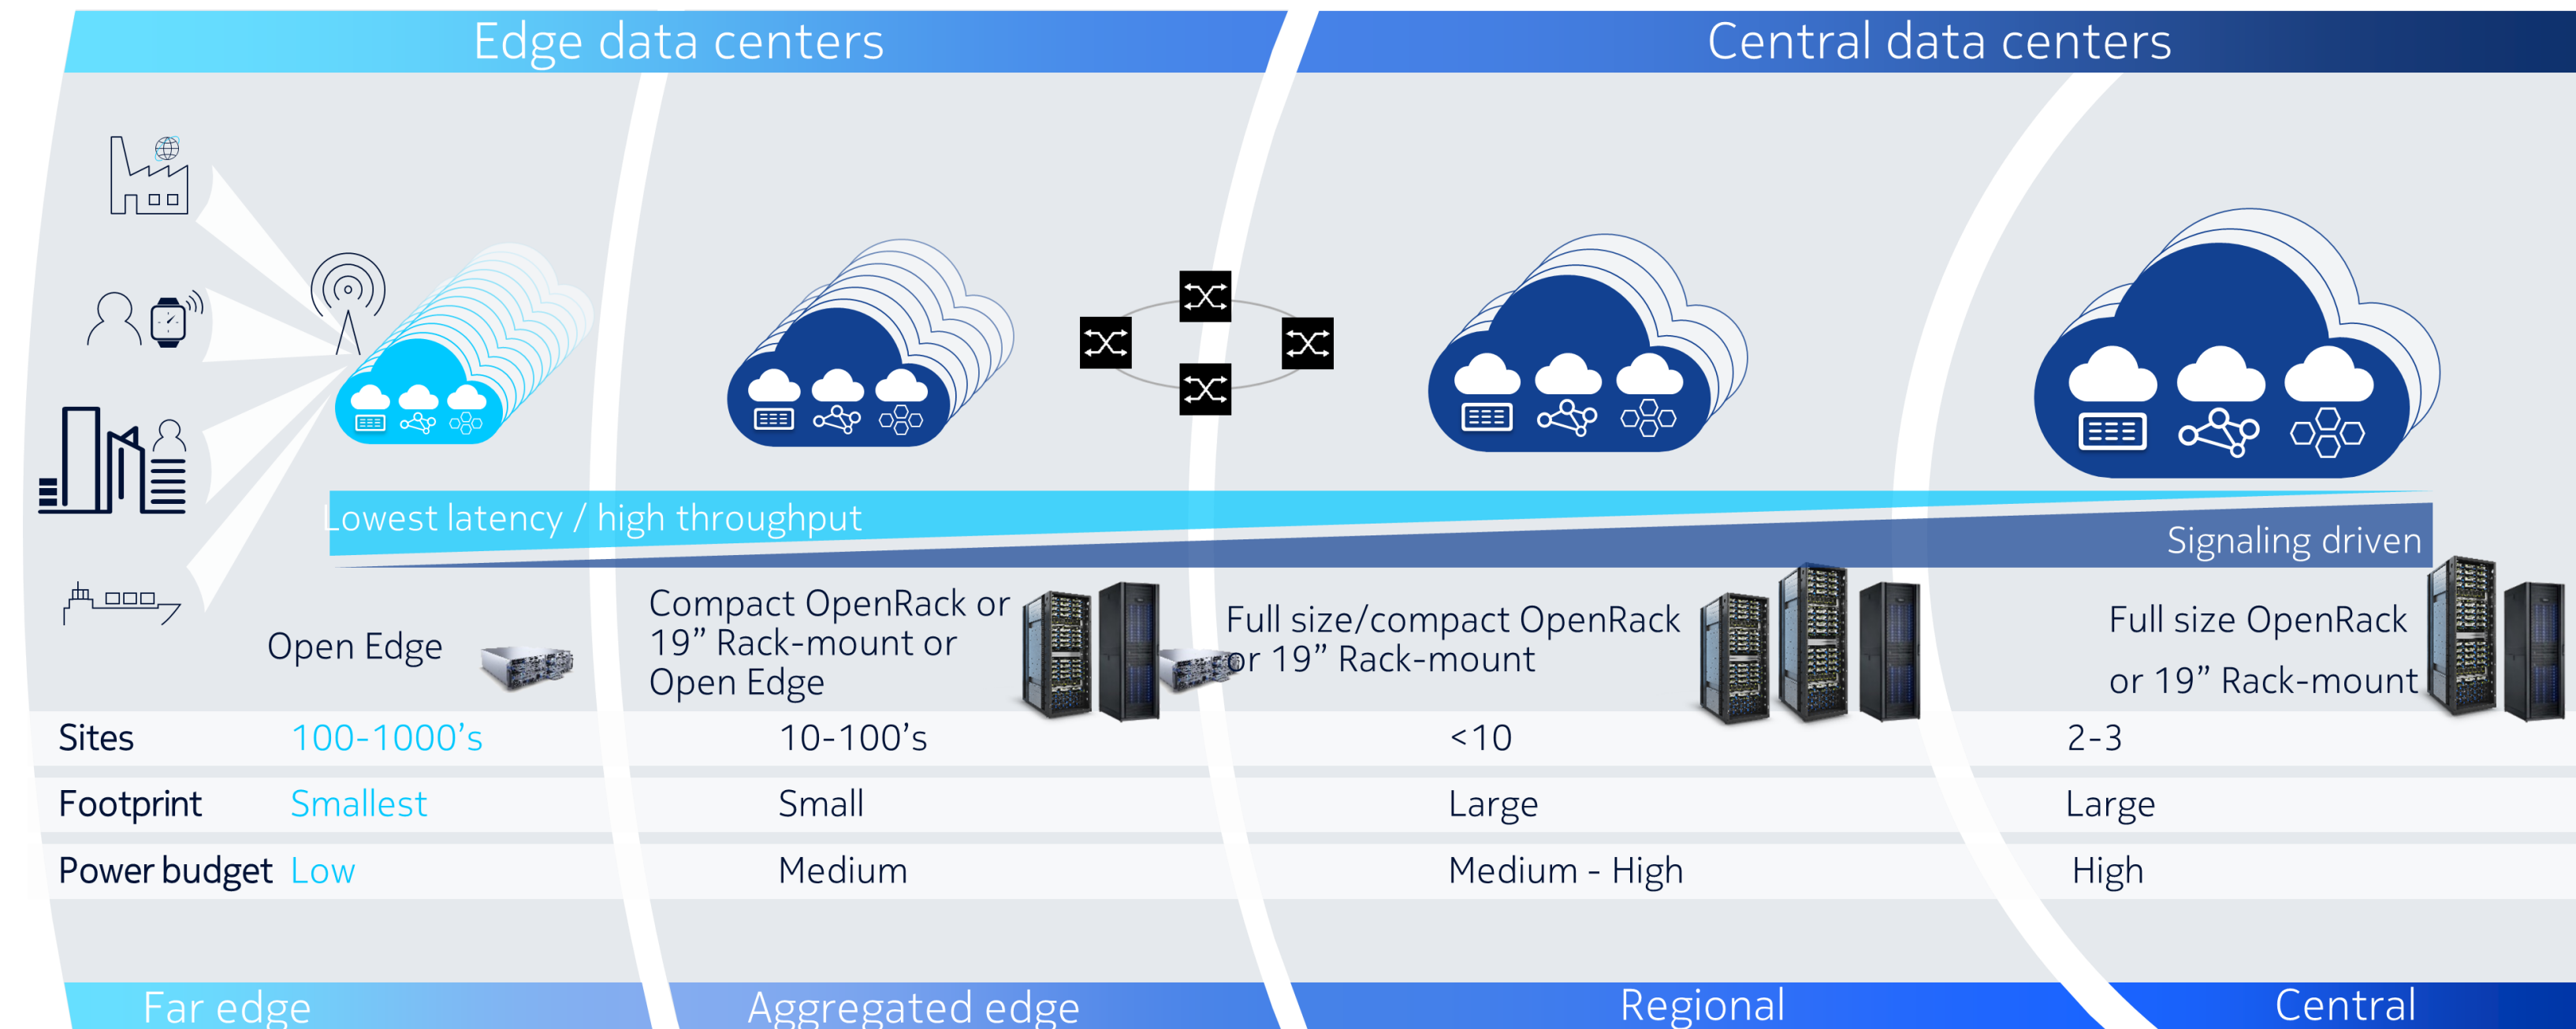 Edge data centers
Central data centers
Lowest latency / high throughput
Signaling driven
Open Edge
Compact OpenRack or
19” Rack-mount or
Open Edge
Full size/compact OpenRack
or 19” Rack-mount
Full size OpenRack
or 19” Rack-mount
Sites 100-1000’s 10-100’s <10 2-3
Footprint Smallest Small Large Large
Power budget Low Medium Medium - High High
Far edge
Aggregated edge
Regional
Central